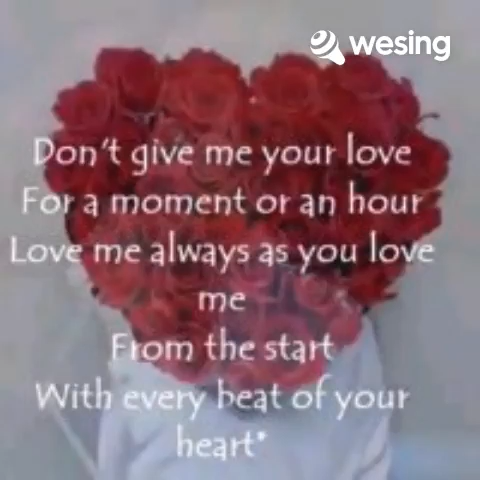 wesing
Don't give me your love
For a moment or an hour
Love me always as you love
me
From the start
With every beat of your
heart*